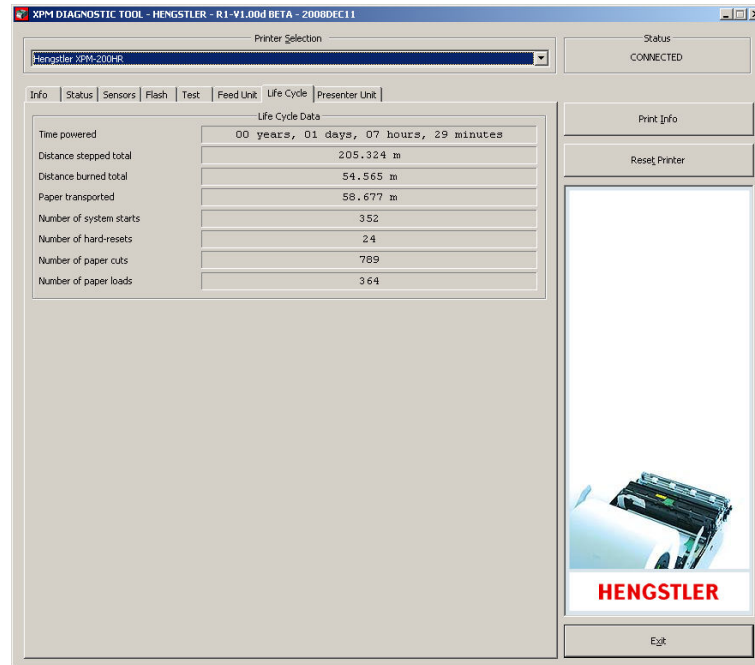 XPM DIAGNOSTIC TOOL - HENGSTLER - R1-V1.00d BETA - 2008DEC11
Printer Selection
Hengstler XPM-200HR
Status
CONNECTED
Info Status Sensors Flash Test Feed Unit Life Cycle Presenter Unit
Life Cycle Data
Time powered 00 years, 01 days, 07 hours, 29 minutes
Distance stepped total 205.324 m
Distance burned total 54.565 m
Paper transported 58.677 m
Number of system starts 352
Number of hard-resets 24
Number of paper cuts 789
Number of paper loads 364
Print Info
Reset Printer
HENGSTLER
Exit